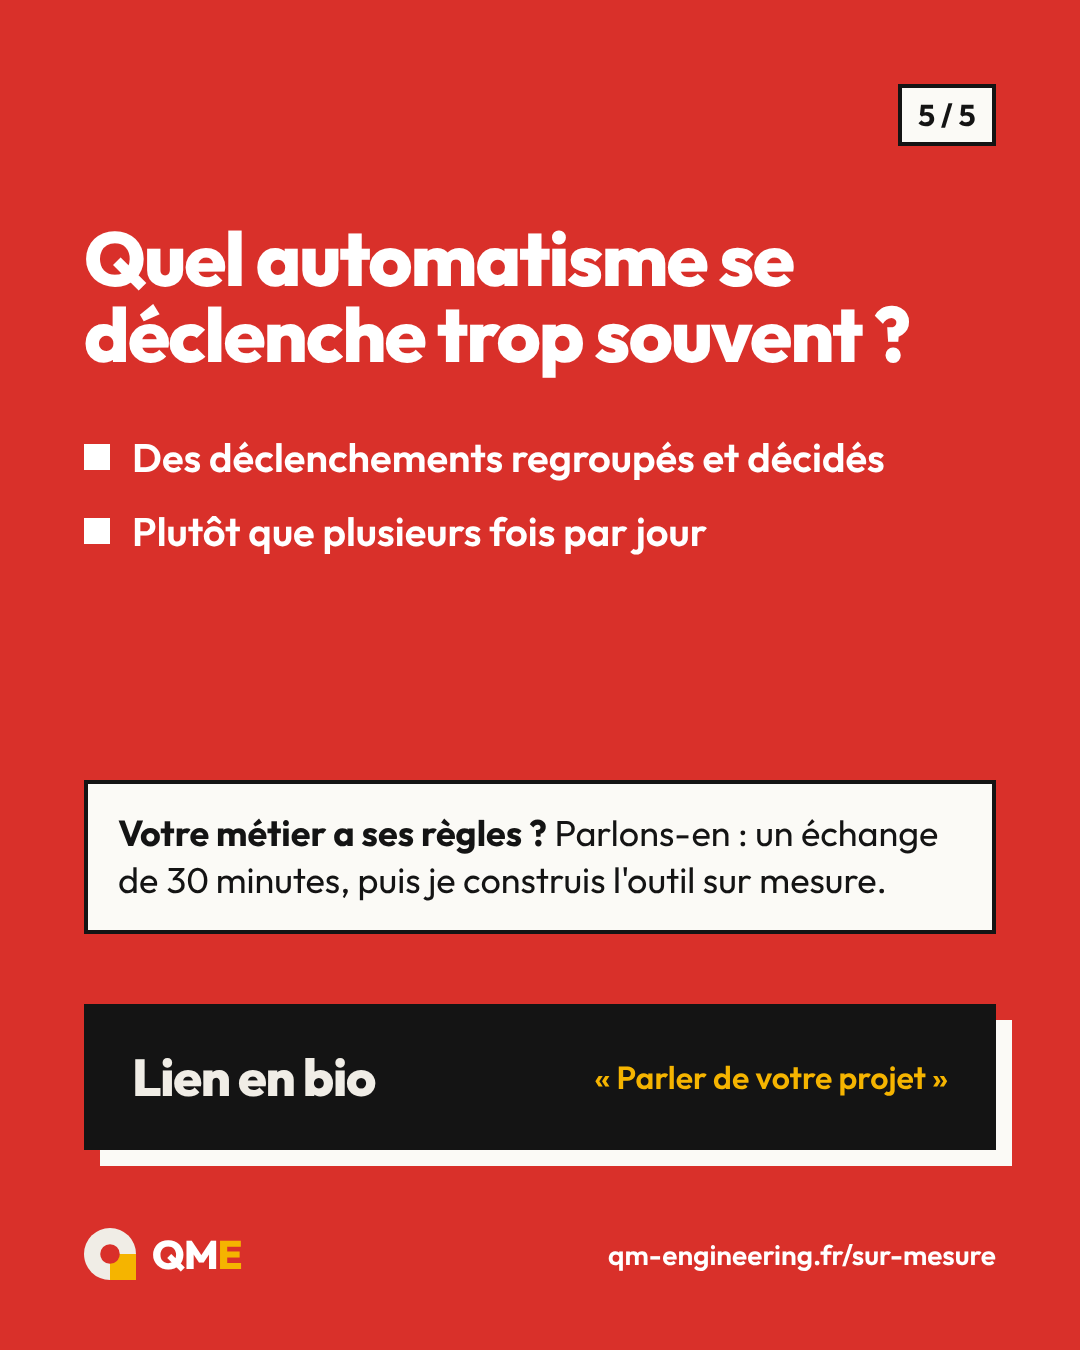 5 / 5
Quel automatisme se
déclenche trop souvent ?
Des déclenchements regroupés et décidés
Plutôt que plusieurs fois par jour
Votre métier a ses règles ? Parlons-en : un échange
de 30 minutes, puis je construis l'outil sur mesure.
Lien en bio
« Parler de votre projet »
QME
qm-engineering.fr/sur-mesure